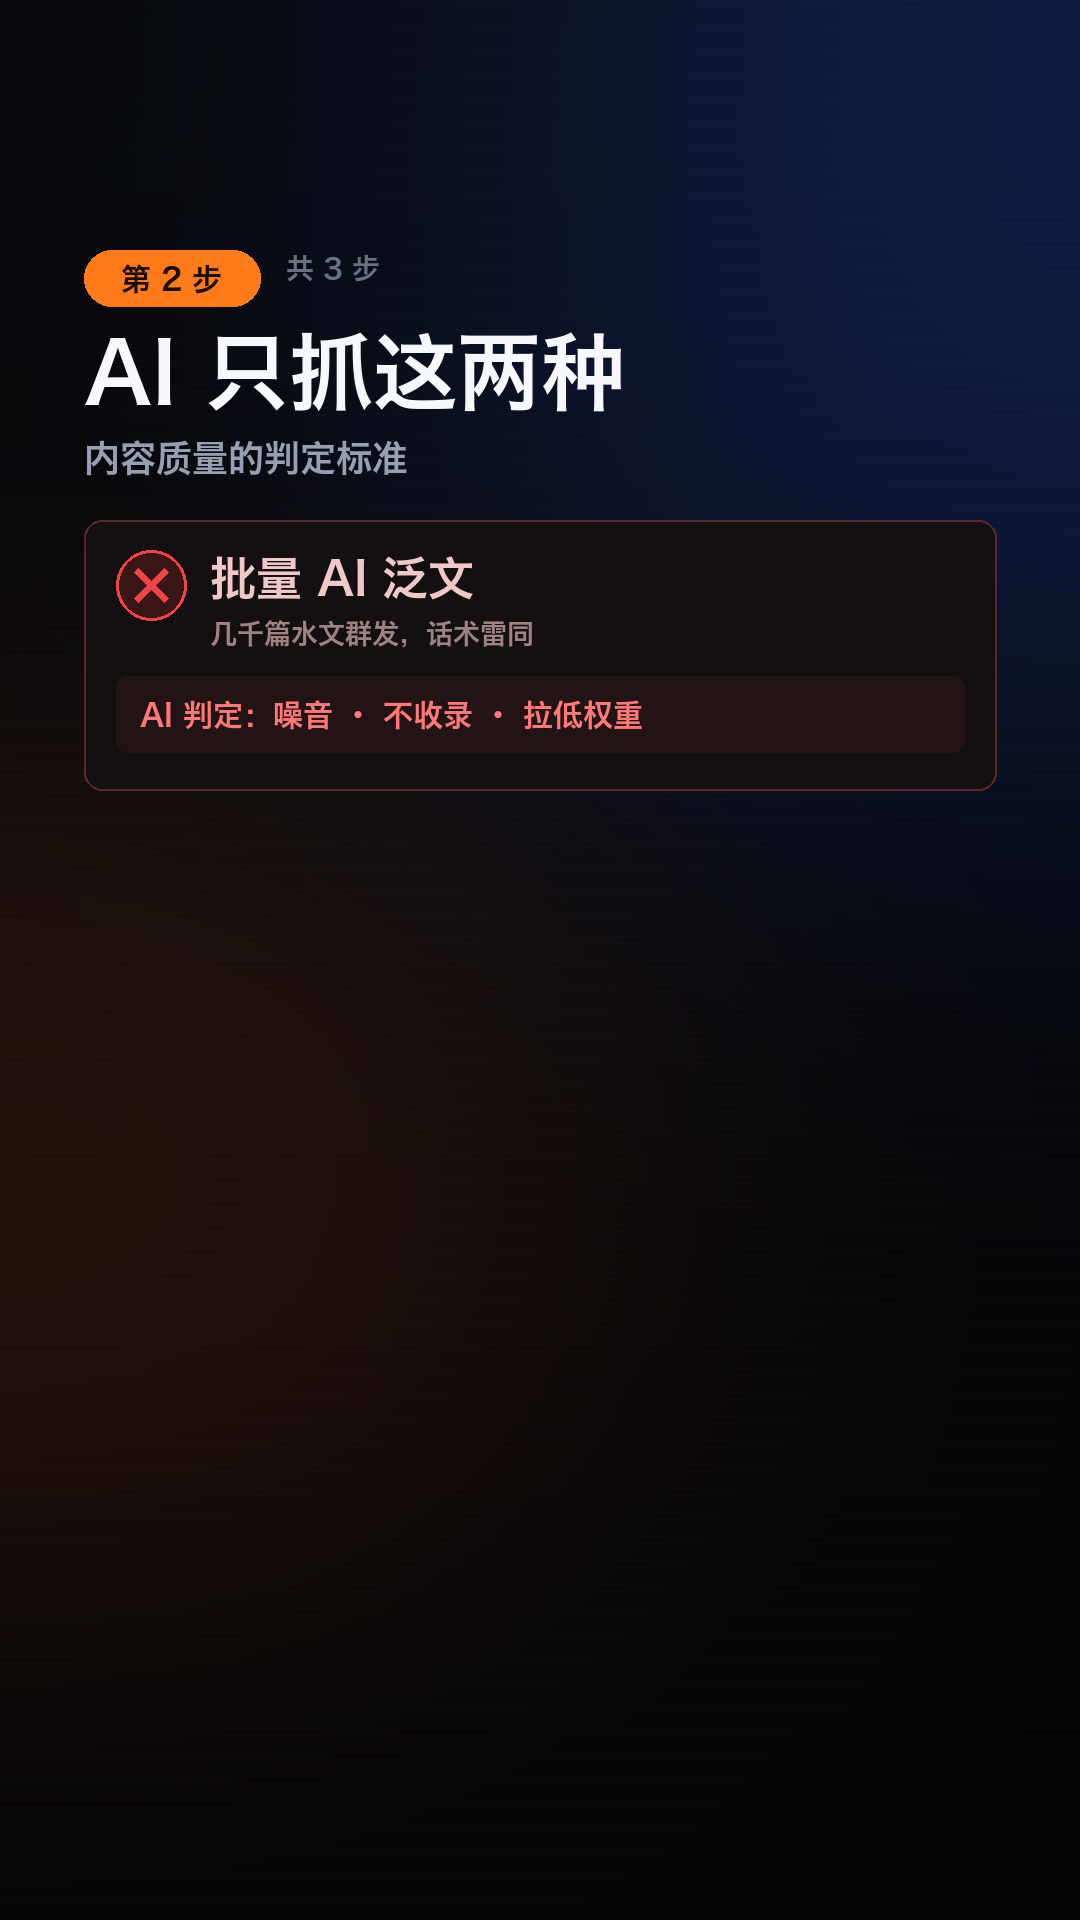 第 2 步
共 3 步
AI 只抓这两种
内容质量的判定标准
批量 AI 泛文
几千篇水文群发，话术雷同
AI 判定：噪音 · 不收录 · 拉低权重